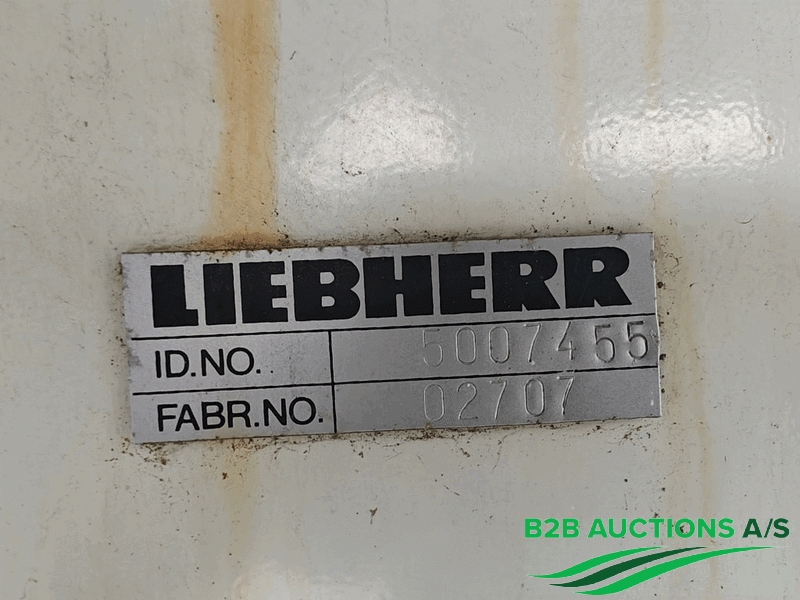 LIEBHERR
ID.NO. 5007455
FABR.NO. 02707
B2B AUCTIONS A/S